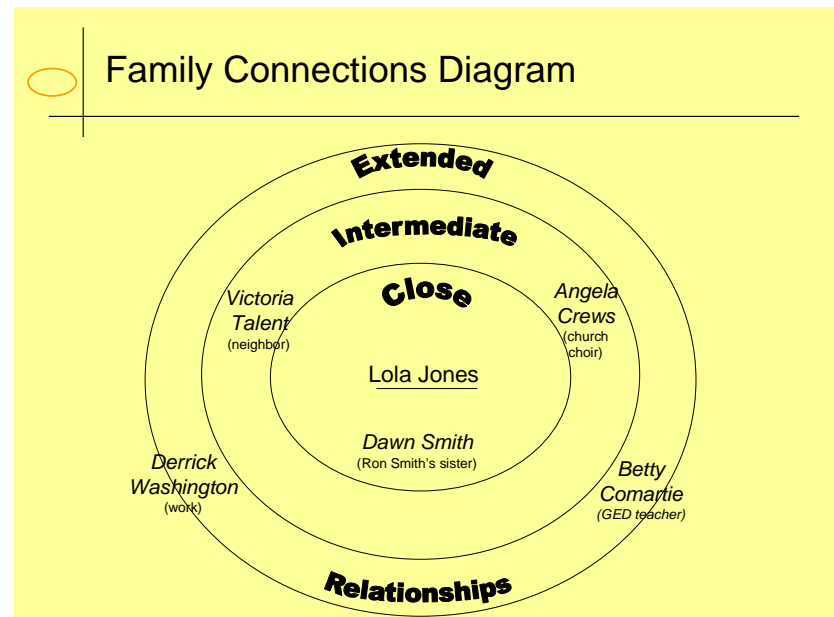 Family Connections Diagram
Extended
Intermediate
Close
Victoria
Talent
(neighbor)
Angela
Crews
(church
choir)
Lola Jones
Dawn Smith
(Ron Smith's sister)
Derrick
Washington
(work)
Betty
Comartie
(GED teacher)
Relationships